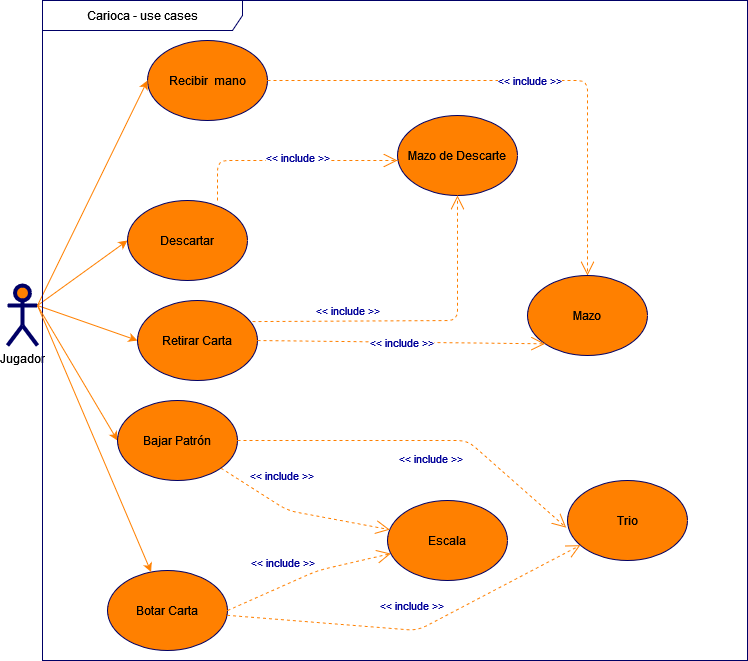 Carioca - use cases
Recibir  mano
<< include >>
Mazo de Descarte
<< include >>
Descartar
<< include >>
Mazo
Retirar Carta
<< include >>
Jugador
Bajar Patrón
<< include >>
<< include >>
Trio
Escala
<< include >>
Botar Carta
<< include >>